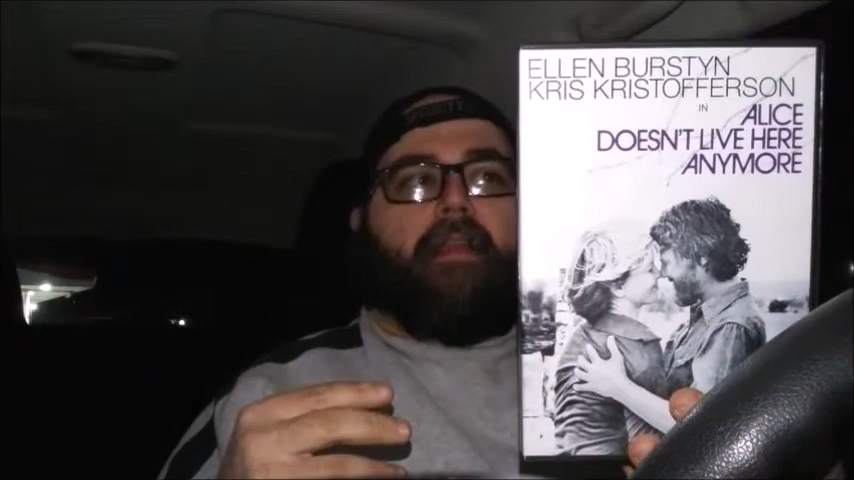 ELLEN BURSTYN
KRIS KRISTOFFERSON
IN
ALICE
DOESN'T LIVE HERE
ANYMORE